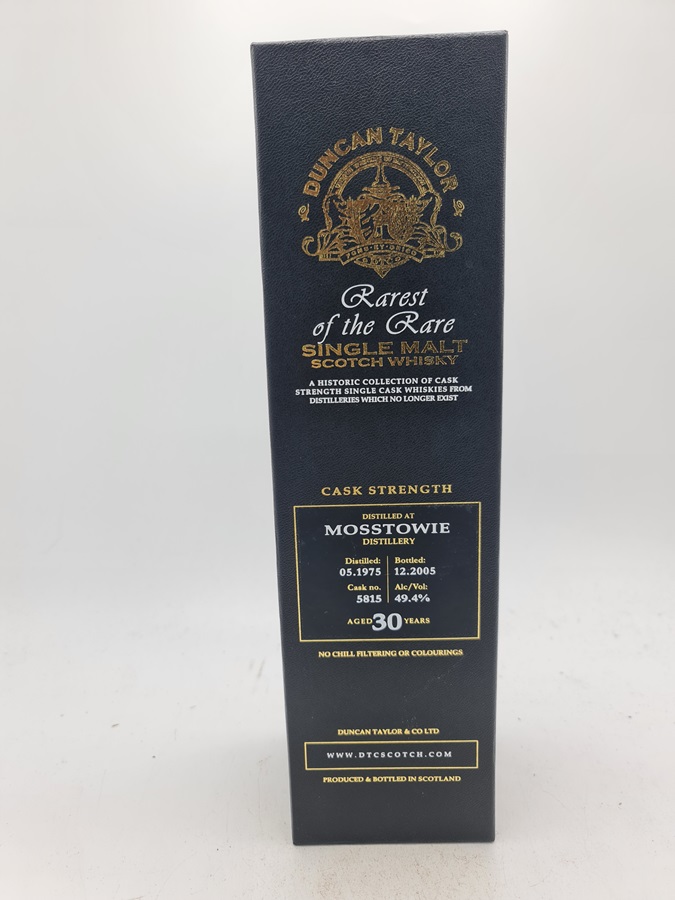 DUNCAN TAYLOR
Rarest
of the Rare
SINGLE MALT
SCOTCH WHISKY
A HISTORIC COLLECTION OF CASK
STRENGTH SINGLE CASK WHISKIES FROM
DISTILLERIES WHICH NO LONGER EXIST
CASK STRENGTH
DISTILLED AT
MOSSTOWIE
DISTILLERY
Distilled: Bottled:
05.1975 12.2005
Cask no. Alc/Vol:
5815 49.4%
AGED 30 YEARS
NO CHILL FILTERING OR COLOURINGS
DUNCAN TAYLOR & CO LTD
WWW.DTCSCOTCH.COM
PRODUCED & BOTTLED IN SCOTLAND